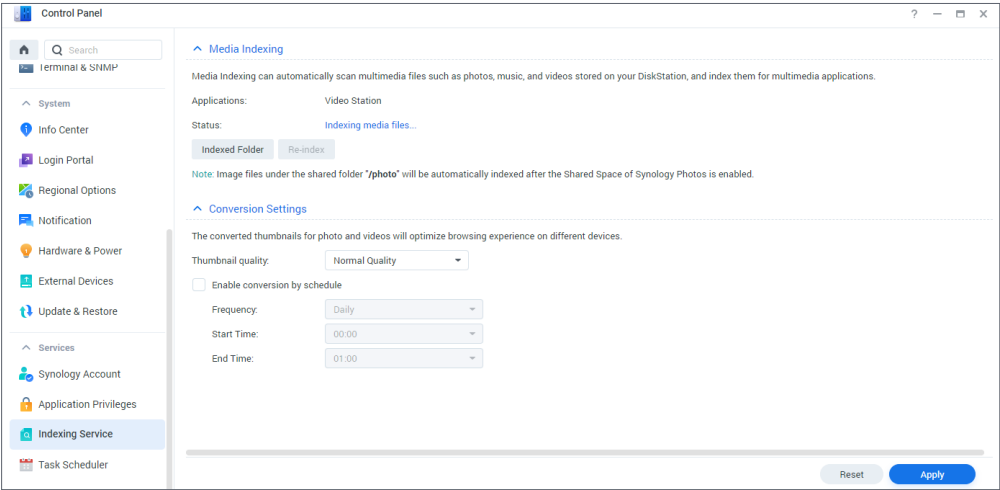 Control Panel
?
Search
Terminal & SNMP
System
Info Center
Login Portal
Regional Options
Notification
Hardware & Power
External Devices
Update & Restore
Services
Synology Account
Application Privileges
Indexing Service
Task Scheduler
Media Indexing
Media Indexing can automatically scan multimedia files such as photos, music, and videos stored on your DiskStation, and index them for multimedia applications.
Applications: Video Station
Status: Indexing media files...
Indexed Folder Re-index
Note: Image files under the shared folder "/photo" will be automatically indexed after the Shared Space of Synology Photos is enabled.
Conversion Settings
The converted thumbnails for photo and videos will optimize browsing experience on different devices.
Thumbnail quality: Normal Quality
Enable conversion by schedule
Frequency: Daily
Start Time: 00:00
End Time: 01:00
Reset Apply